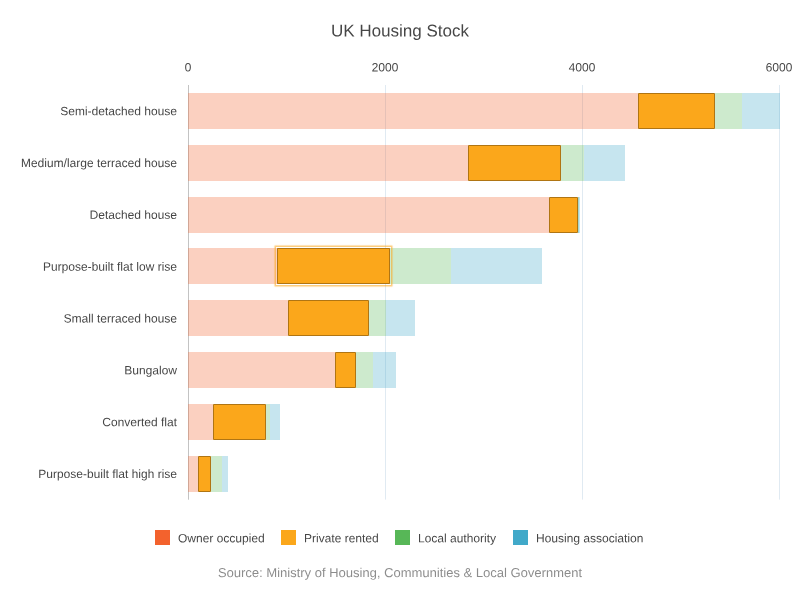 UK Housing Stock
0 2000 4000 6000
Semi-detached house
Medium/large terraced house
Detached house
Purpose-built flat low rise
Small terraced house
Bungalow
Converted flat
Purpose-built flat high rise
Owner occupied Private rented Local authority Housing association
Source: Ministry of Housing, Communities & Local Government